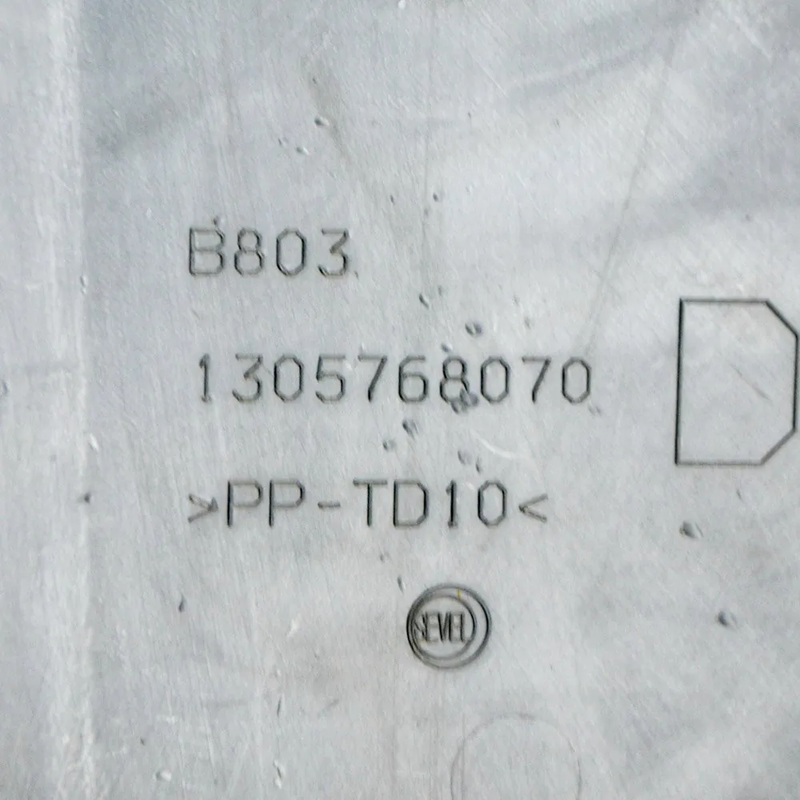 B803
1305768070
>PP-TD10<
SEVEL
D